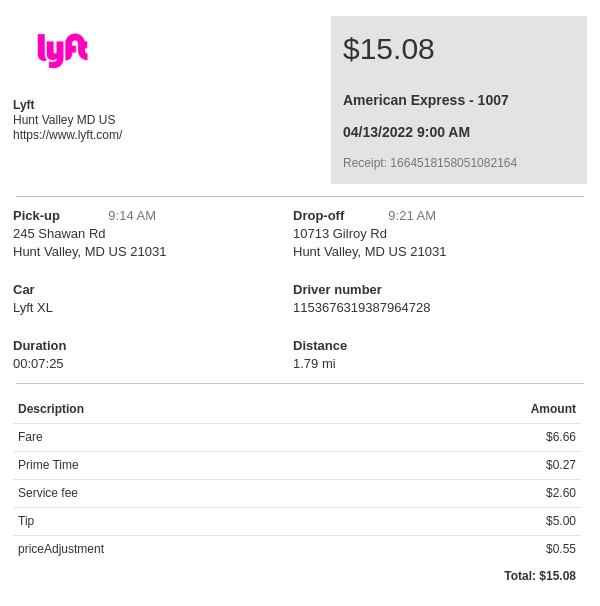 lyft
$15.08
American Express - 1007
04/13/2022 9:00 AM
Receipt: 1664518158051082164
Lyft
Hunt Valley MD US
https://www.lyft.com/
Pick-up 9:14 AM
245 Shawan Rd
Hunt Valley, MD US 21031
Drop-off 9:21 AM
10713 Gilroy Rd
Hunt Valley, MD US 21031
Car
Lyft XL
Driver number
1153676319387964728
Duration
00:07:25
Distance
1.79 mi
Description Amount
Fare $6.66
Prime Time $0.27
Service fee $2.60
Tip $5.00
priceAdjustment $0.55
Total: $15.08